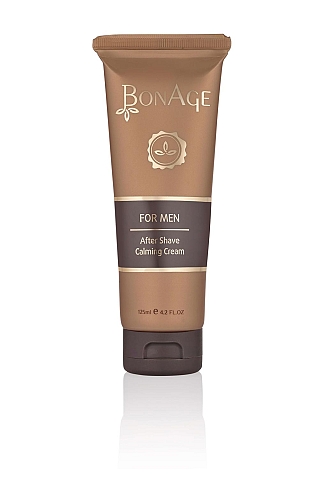 BONAGE
FOR MEN
After Shave
Calming Cream
125ml e 4.2 FL.OZ